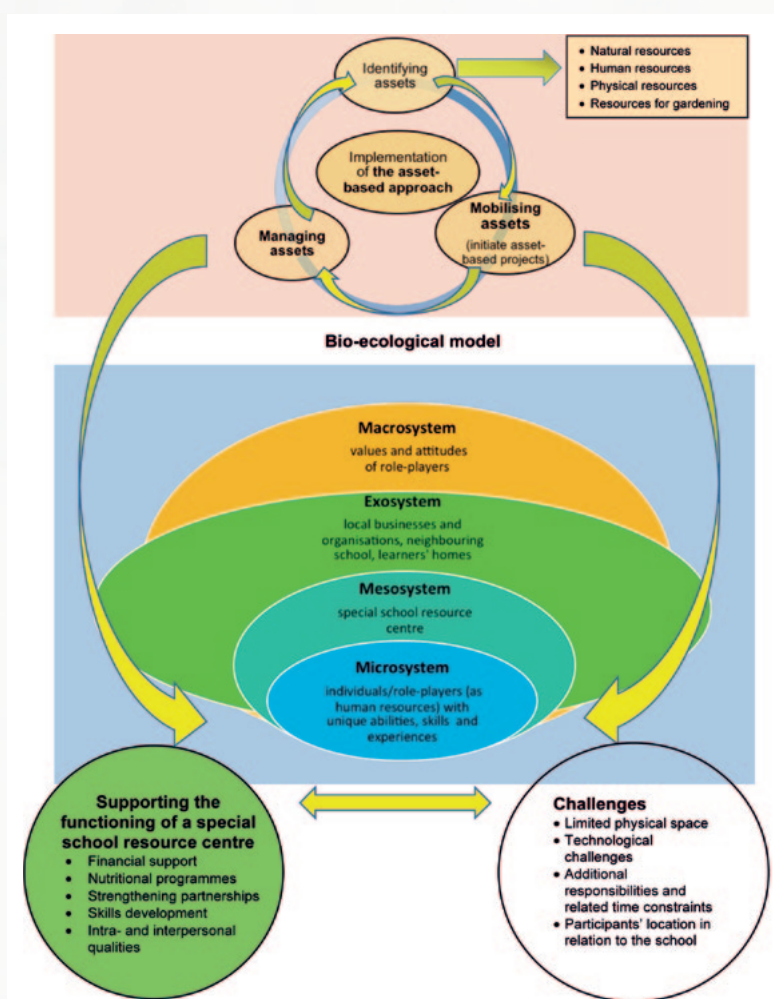 Identifying
assets
• Natural resources
• Human resources
• Physical resources
• Resources for gardening
Implementation
of the asset-
based approach
Managing
assets
Mobilising
assets
(initiate asset-
based projects)
Bio-ecological model
Macrosystem
values and attitudes
of role-players
Exosystem
local businesses and
organisations, neighbouring
school, learners' homes
Mesosystem
special school resource
centre
Microsystem
individuals/role-players (as
human resources) with
unique abilities, skills and
experiences
Supporting the
functioning of a special
school resource centre
• Financial support
• Nutritional programmes
• Strengthening partnerships
• Skills development
• Intra- and interpersonal
qualities
Challenges
• Limited physical space
• Technological
challenges
• Additional
responsibilities and
related time constraints
• Participants' location in
relation to the school